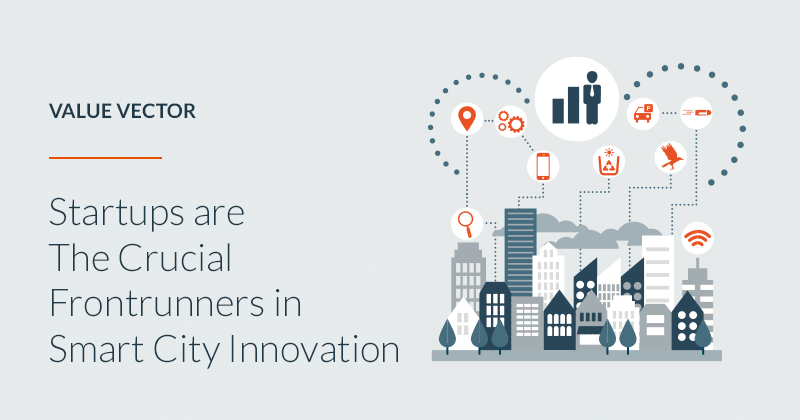 VALUE VECTOR
Startups are
The Crucial
Frontrunners in
Smart City Innovation
P